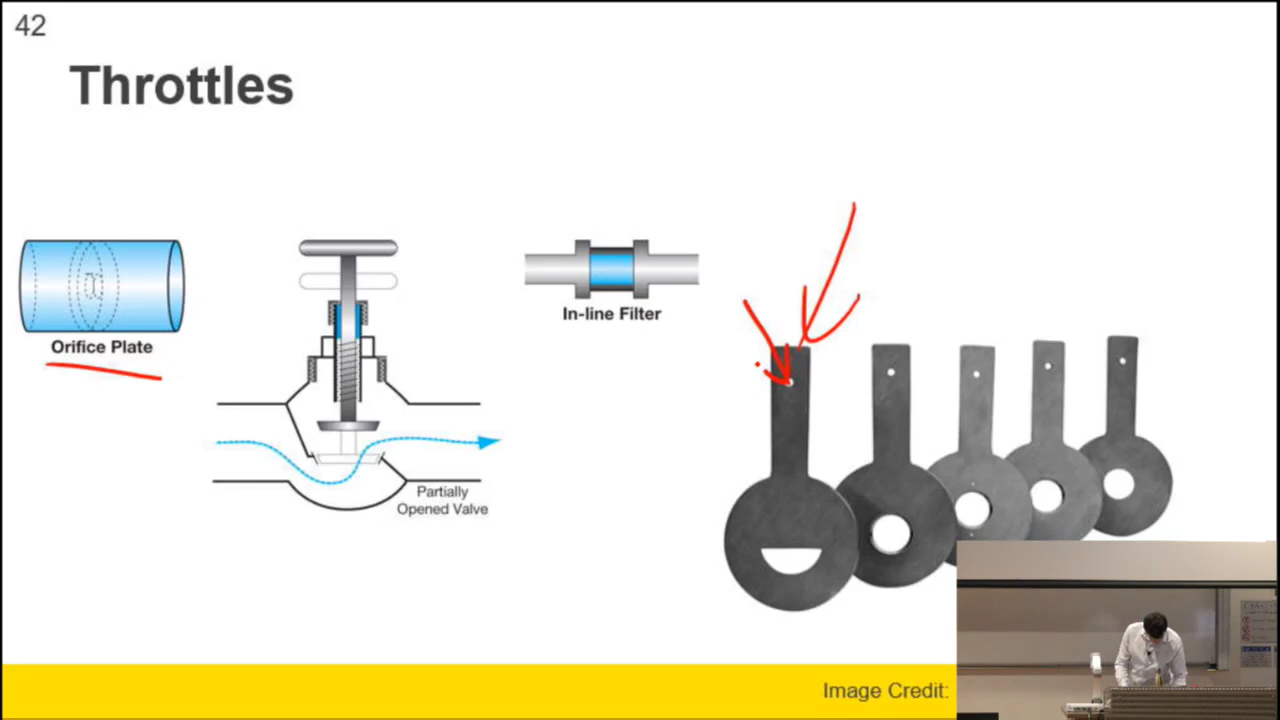 42
Throttles
Orifice Plate
In-line Filter
Partially
Opened Valve
Image Credit: